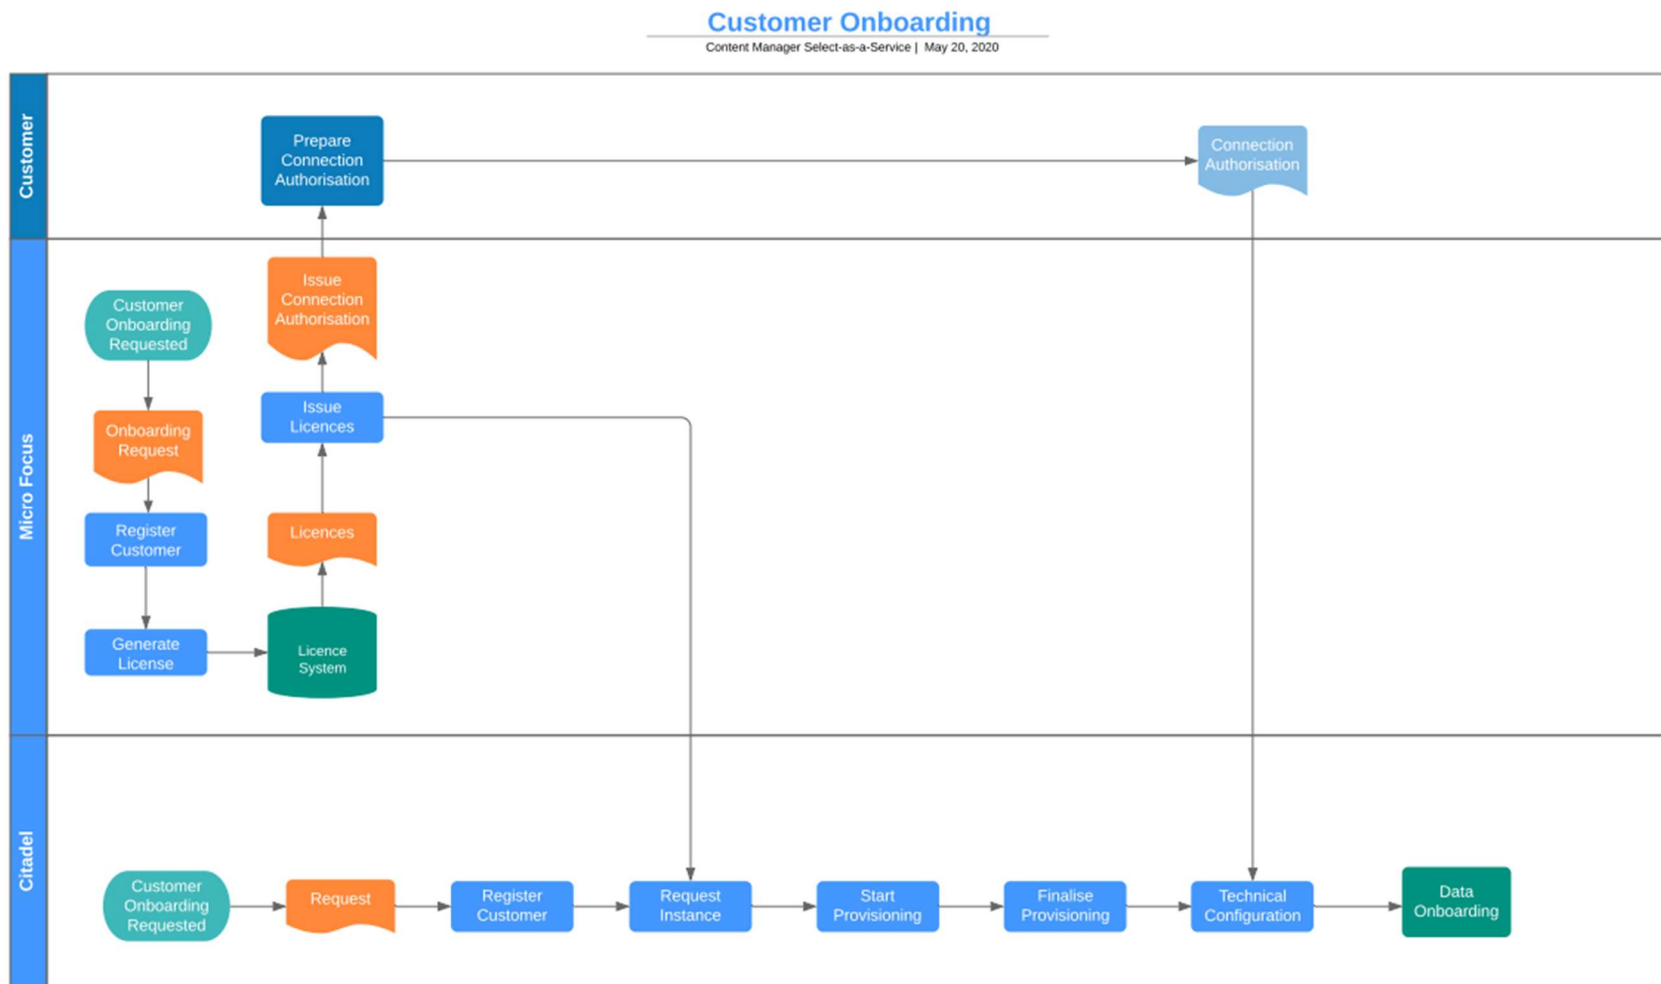 Customer Onboarding
Content Manager Select-as-a-Service | May 20, 2020
Customer
Prepare
Connection
Authorisation
Connection
Authorisation
Micro Focus
Customer
Onboarding
Requested
Onboarding
Request
Register
Customer
Generate
License
Issue
Connection
Authorisation
Issue
Licences
Licences
Licence
System
Citadel
Customer
Onboarding
Requested
Request
Register
Customer
Request
Instance
Start
Provisioning
Finalise
Provisioning
Technical
Configuration
Data
Onboarding